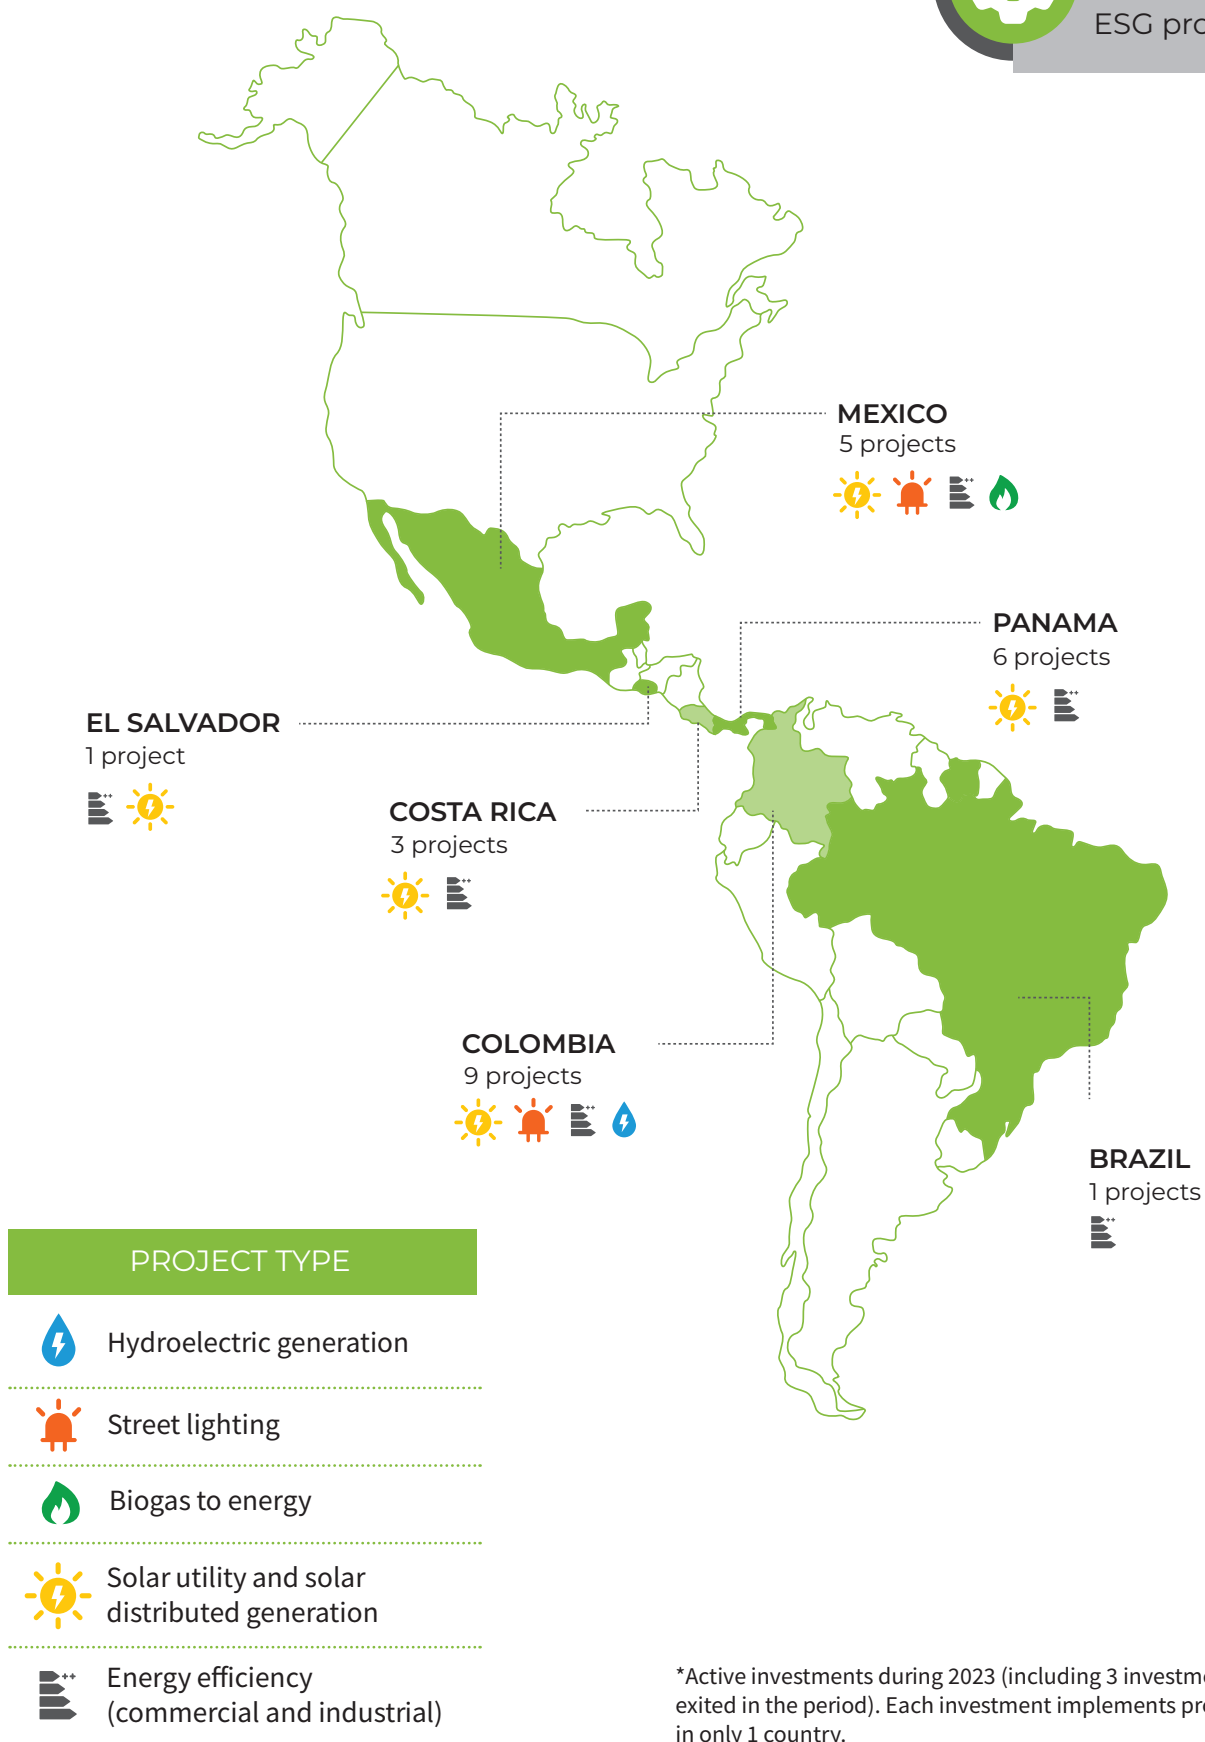 ESG
MEXICO
5 projects
PANAMA
6 projects
EL SALVADOR
1 project
COSTA RICA
3 projects
COLOMBIA
9 projects
BRAZIL
1 projects
PROJECT TYPE
Hydroelectric generation
Street lighting
Biogas to energy
Solar utility and solar
distributed generation
Energy efficiency
(commercial and industrial)
*Active investments during 2023 (including 3
exited in the period). Each investment implements
in only 1 country.